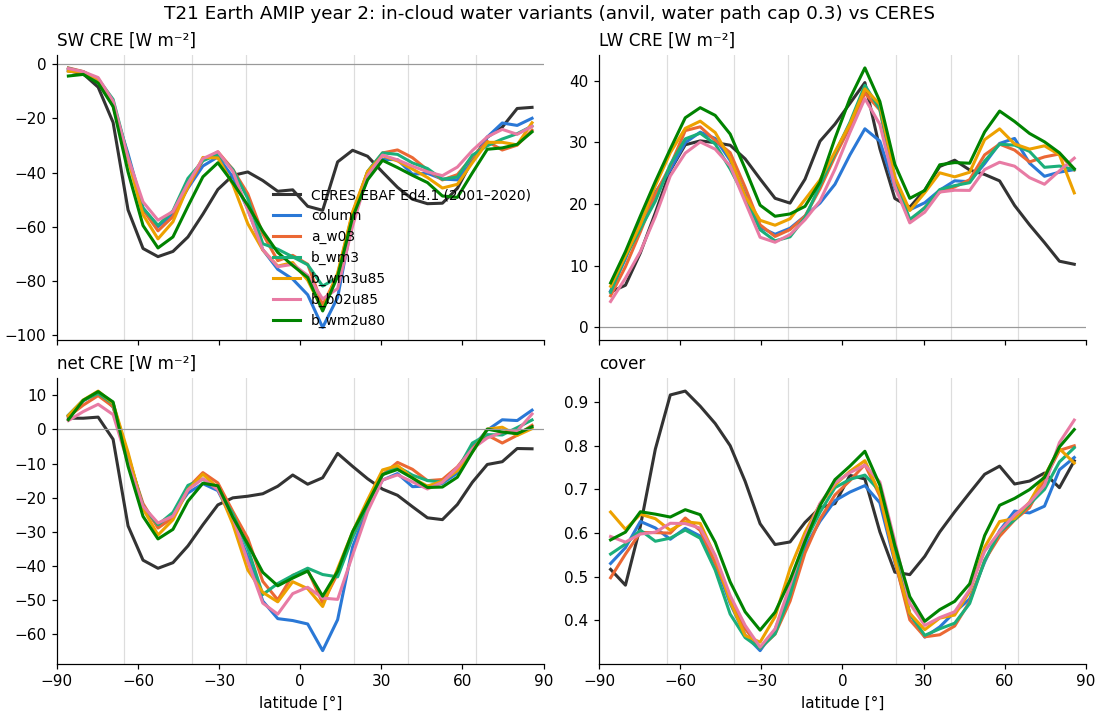 T21 Earth AMIP year 2: in-cloud water variants (anvil, water path cap 0.3) vs CERES
SW CRE [W m⁻²]
0
−20
−40
−60
−80
−100
CERES EBAF Ed4.1 (2001–2020)
column
a_w03
b_wm3
b_wm3u85
b_b02u85
b_wm2u80
LW CRE [W m⁻²]
40
30
20
10
0
net CRE [W m⁻²]
10
0
−10
−20
−30
−40
−50
−60
−90
−60
−30
0
30
60
90
latitude [°]
cover
0.9
0.8
0.7
0.6
0.5
0.4
−90
−60
−30
0
30
60
90
latitude [°]